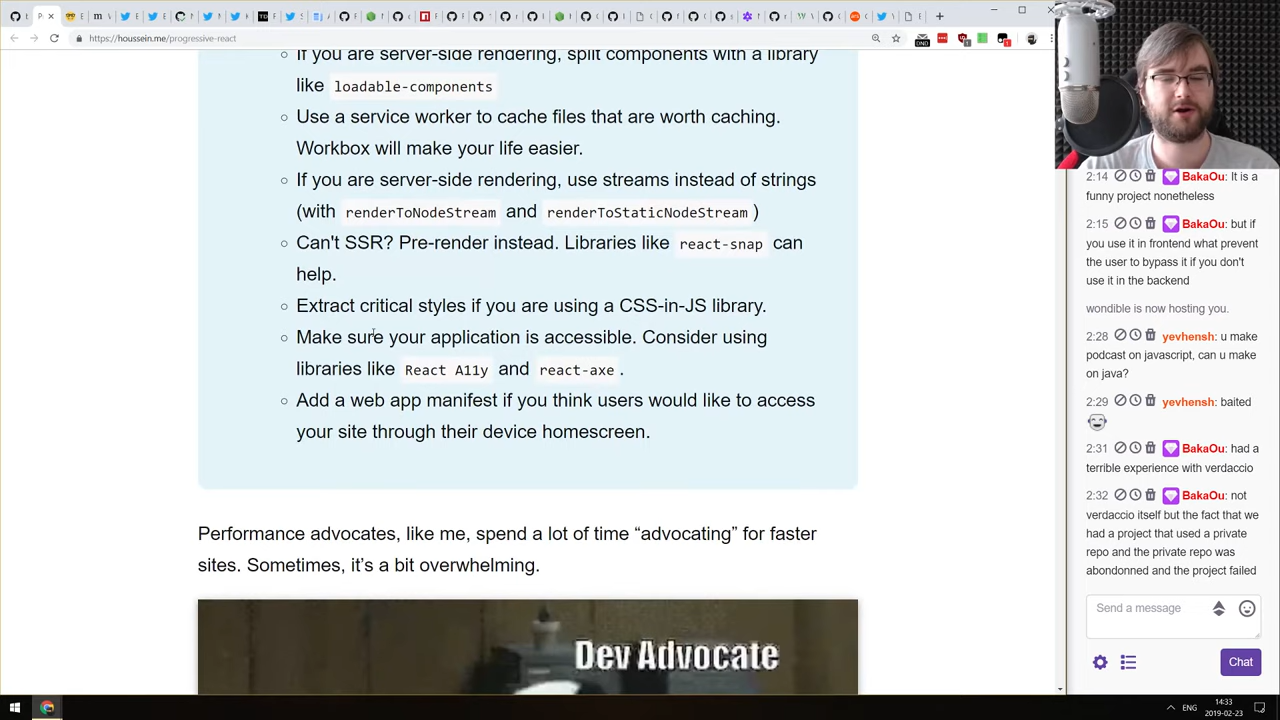 https://houssein.me/progressive-react
If you are server-side rendering, split components with a library
like loadable-components
Use a service worker to cache files that are worth caching.
Workbox will make your life easier.
If you are server-side rendering, use streams instead of strings
(with renderToNodeStream and renderToStaticNodeStream )
Can't SSR? Pre-render instead. Libraries like react-snap can
help.
Extract critical styles if you are using a CSS-in-JS library.
Make sure your application is accessible. Consider using
libraries like React A11y and react-axe .
Add a web app manifest if you think users would like to access
your site through their device homescreen.
Performance advocates, like me, spend a lot of time “advocating” for faster
sites. Sometimes, it’s a bit overwhelming.
Dev Advocate
2:14 BakaOu: It is a
funny project nonetheless
2:15 BakaOu: but if
you use it in frontend what prevent
the user to bypass it if you don't
use it in the backend
wondible is now hosting you.
2:28 yevhensh: u make
podcast on javascript, can u make
on java?
2:29 yevhensh: baited
2:31 BakaOu: had a
terrible experience with verdaccio
2:32 BakaOu: not
verdaccio itself but the fact that we
had a project that used a private
repo and the private repo was
abondonned and the project failed
Send a message
Chat
ENG
14:33
2019-02-23